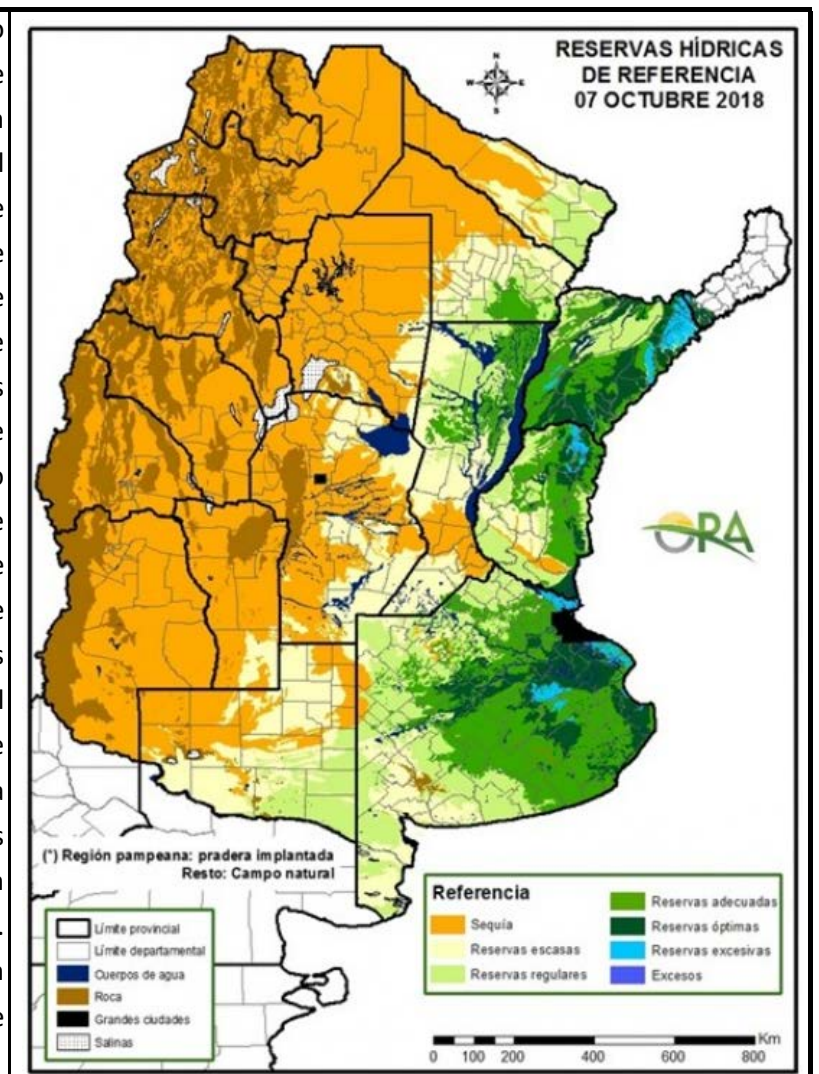 RESERVAS HÍDRICAS
DE REFERENCIA
07 OCTUBRE 2018
N
W
E
S
ORA
(*) Región pampeana: pradera implantada
Resto: Campo natural
Límite provincial
Límite departamental
Cuerpos de agua
Roca
Grandes ciudades
Salinas
Referencia
Sequía
Reservas escasas
Reservas regulares
Reservas adecuadas
Reservas óptimas
Reservas excesivas
Excesos
Km
0 100 200 400 600 800